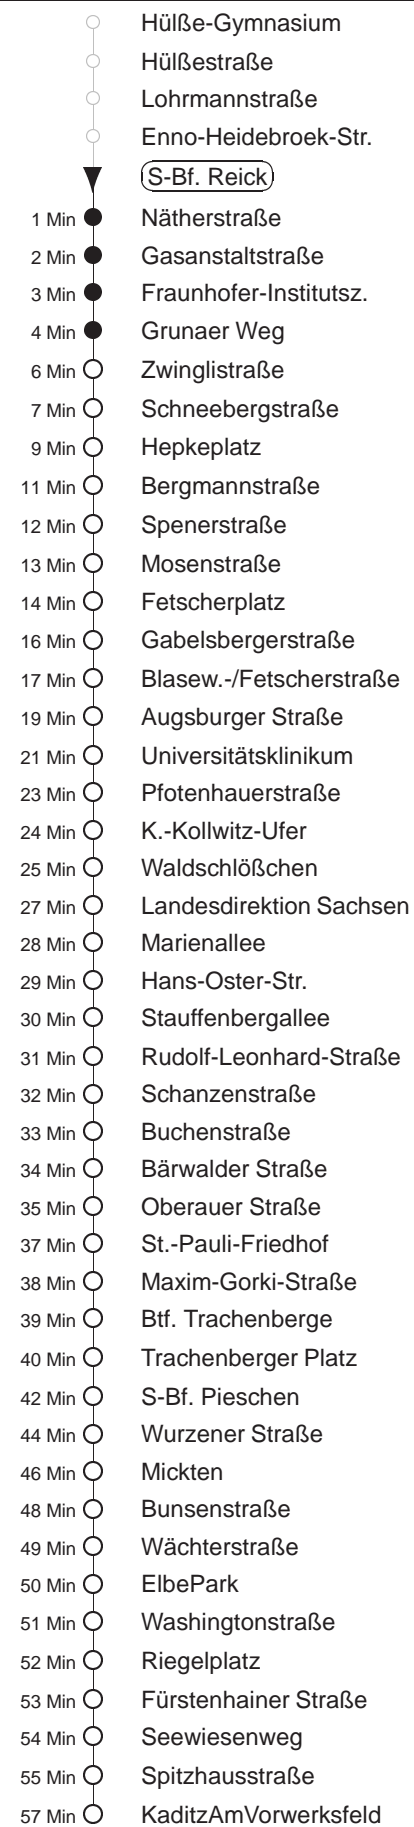 Hülße-Gymnasium
Hülßestraße
Lohrmannstraße
Enno-Heidebroek-Str.
S-Bf. Reick
1 Min Nätherstraße
2 Min Gasanstaltstraße
3 Min Fraunhofer-Institutsz.
4 Min Grunaer Weg
6 Min Zwinglistraße
7 Min Schneebergstraße
9 Min Hepkeplatz
11 Min Bergmannstraße
12 Min Spenerstraße
13 Min Mosenstraße
14 Min Fetscherplatz
16 Min Gabelsbergerstraße
17 Min Blasew.-/Fetscherstraße
19 Min Augsburger Straße
21 Min Universitätsklinikum
23 Min Pfotenhauerstraße
24 Min K.-Kollwitz-Ufer
25 Min Waldschlößchen
27 Min Landesdirektion Sachsen
28 Min Marienallee
29 Min Hans-Oster-Str.
30 Min Stauffenbergallee
31 Min Rudolf-Leonhard-Straße
32 Min Schanzenstraße
33 Min Buchenstraße
34 Min Bärwalder Straße
35 Min Oberauer Straße
37 Min St.-Pauli-Friedhof
38 Min Maxim-Gorki-Straße
39 Min Btf. Trachenberge
40 Min Trachenberger Platz
42 Min S-Bf. Pieschen
44 Min Wurzener Straße
46 Min Mickten
48 Min Bunsenstraße
49 Min Wächterstraße
50 Min ElbePark
51 Min Washingtonstraße
52 Min Riegelplatz
53 Min Fürstenhainer Straße
54 Min Seewiesenweg
55 Min Spitzhausstraße
57 Min KaditzAmVorwerksfeld